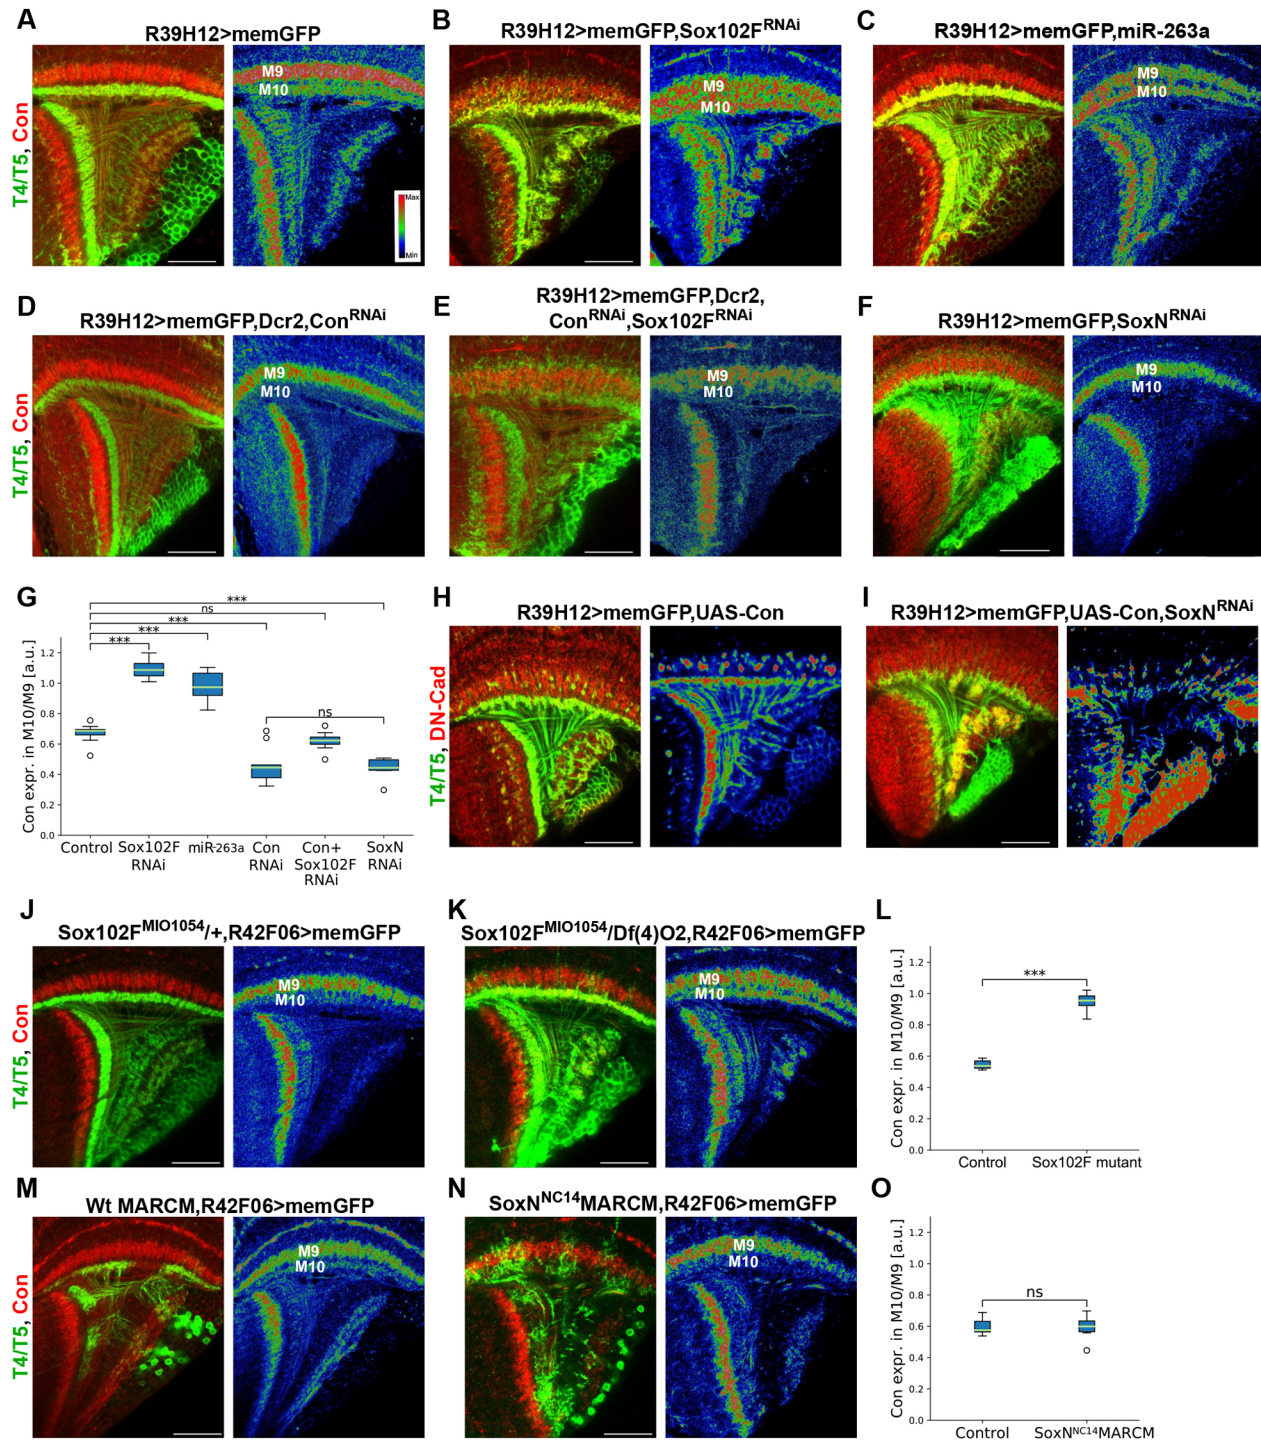 A
R39H12>memGFP
B
R39H12>memGFP,Sox102F^RNAi
C
R39H12>memGFP,miR-263a
T4/T5, Con
M9
M10
Max
Min
M9
M10
M9
M10
D
R39H12>memGFP,Dcr2,Con^RNAi
E
R39H12>memGFP,Dcr2,
Con^RNAi,Sox102F^RNAi
F
R39H12>memGFP,SoxN^RNAi
T4/T5, Con
M9
M10
M9
M10
M9
M10
G
***
ns
***
***
***
ns
Con expr. in M10/M9 [a.u.]
1.2
1.0
0.8
0.6
0.4
0.2
0.0
Control
Sox102F
RNAi
miR-263a
Con
RNAi
Con+
Sox102F
RNAi
SoxN
RNAi
H
R39H12>memGFP,UAS-Con
I
R39H12>memGFP,UAS-Con,SoxN^RNAi
T4/T5, DN-Cad
J
Sox102F^MIO1054/+,R42F06>memGFP
K
Sox102F^MIO1054/Df(4)O2,R42F06>memGFP
L
T4/T5, Con
M9
M10
M9
M10
***
Con expr. in M10/M9 [a.u.]
1.2
1.0
0.8
0.6
0.4
0.2
0.0
Control
Sox102F mutant
M
Wt MARCM,R42F06>memGFP
N
SoxN^NC14MARCM,R42F06>memGFP
O
T4/T5, Con
M9
M10
M9
M10
ns
Con expr. in M10/M9 [a.u.]
1.2
1.0
0.8
0.6
0.4
0.2
0.0
Control
SoxN^NC14MARCM